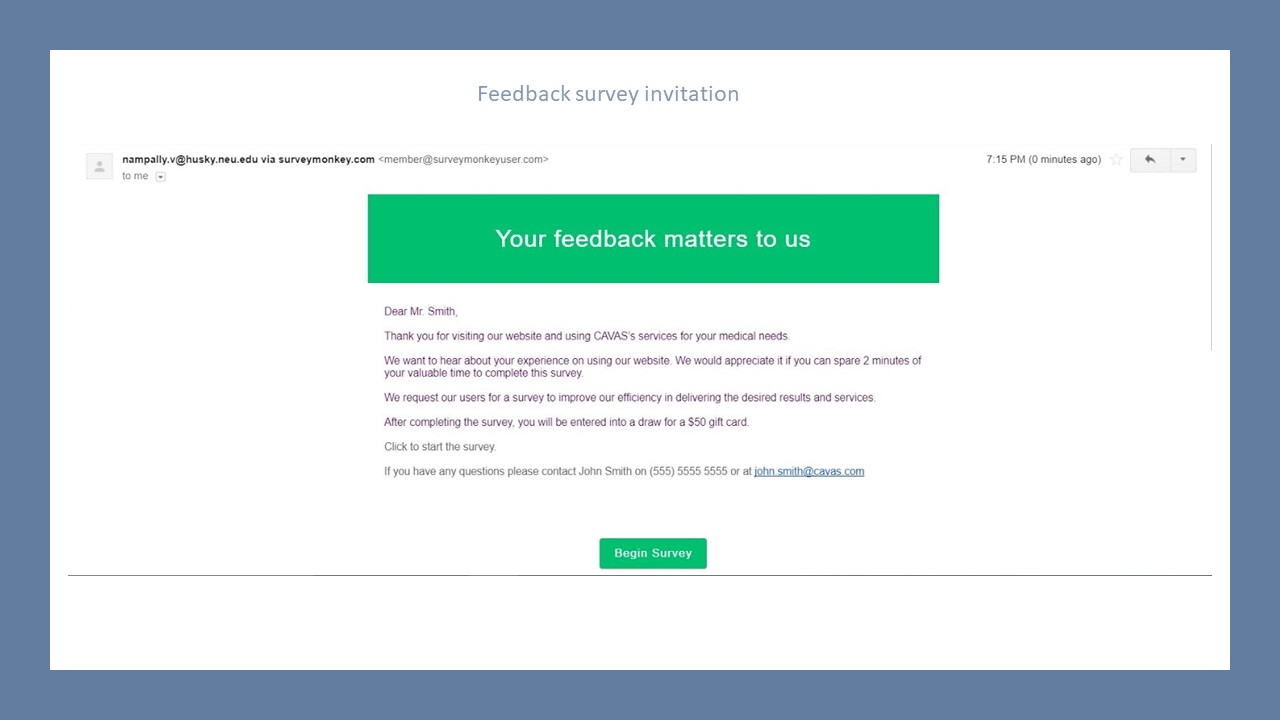 Feedback survey invitation
nampally.v@husky.neu.edu via surveymonkey.com <member@surveymonkeyuser.com>
7:15 PM (0 minutes ago)
to me
Your feedback matters to us
Dear Mr. Smith,
Thank you for visiting our website and using CAVAS's services for your medical needs.
We want to hear about your experience on using our website. We would appreciate it if you can spare 2 minutes of
your valuable time to complete this survey.
We request our users for a survey to improve our efficiency in delivering the desired results and services.
After completing the survey, you will be entered into a draw for a $50 gift card.
Click to start the survey.
If you have any questions please contact John Smith on (555) 5555 5555 or at john.smith@cavas.com
Begin Survey